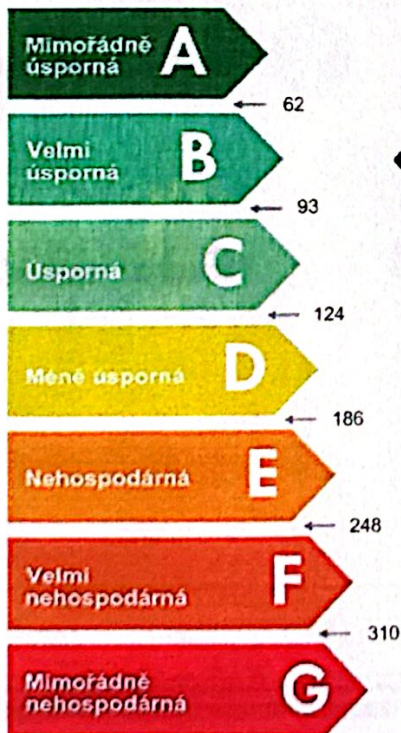 Mimořádně
úsporná
A
62
Velmi
úsporná
B
93
Úsporná
C
124
Méně úsporná
D
186
Nehospodárná
E
248
Velmi
nehospodárná
F
310
Mimořádně
nehospodárná
G